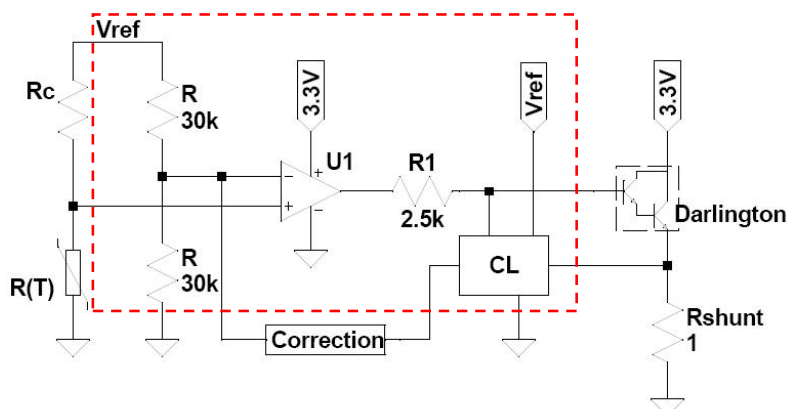 Vref
Rc
R
30k
3.3V
Vref
3.3V
U1
R1
2.5k
−
+
+
−
Darlington
R(T)
R
30k
CL
Correction
Rshunt
1